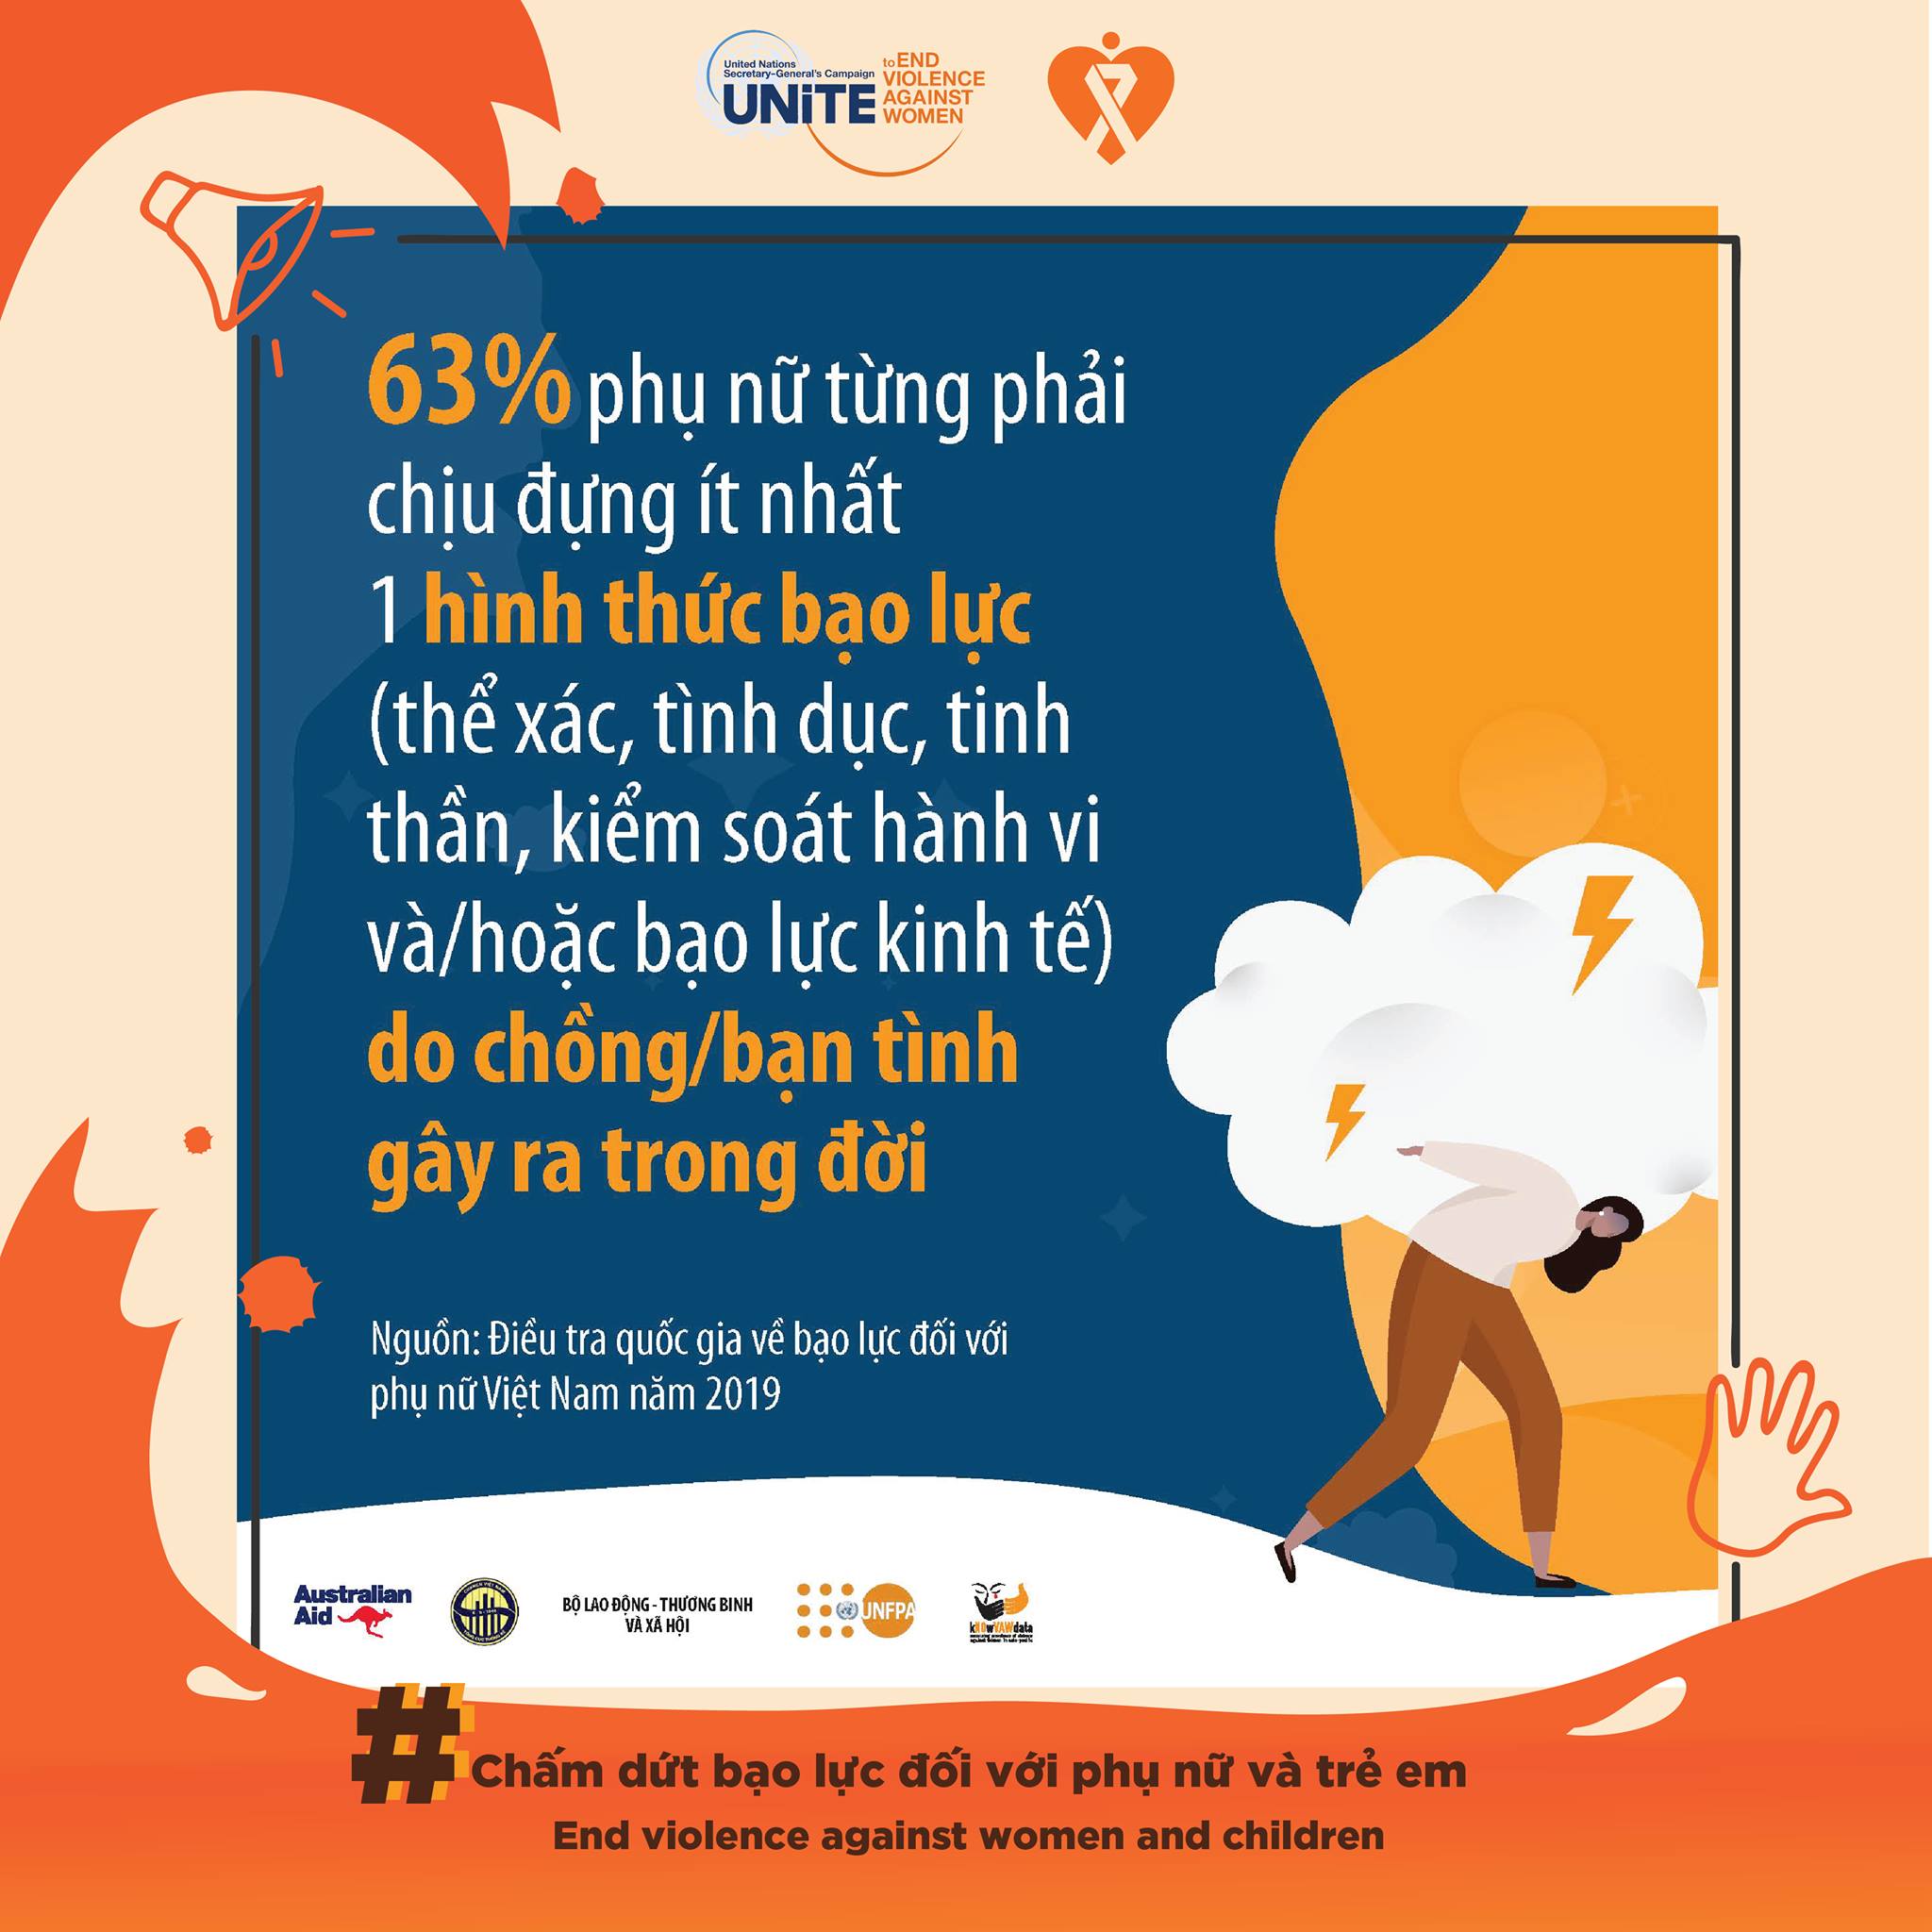 United Nations
Secretary-General's Campaign
UNiTE
to END
VIOLENCE
AGAINST
WOMEN
63% phụ nữ từng phải
chịu đựng ít nhất
1 hình thức bạo lực
(thể xác, tình dục, tinh
thần, kiểm soát hành vi
và/hoặc bạo lực kinh tế)
do chồng/bạn tình
gây ra trong đời
Nguồn: Điều tra quốc gia về bạo lực đối với
phụ nữ Việt Nam năm 2019
Australian
Aid
BỘ LAO ĐỘNG - THƯƠNG BINH
VÀ XÃ HỘI
UNFPA
kNOwVAWdata
#Chấm dứt bạo lực đối với phụ nữ và trẻ em
End violence against women and children